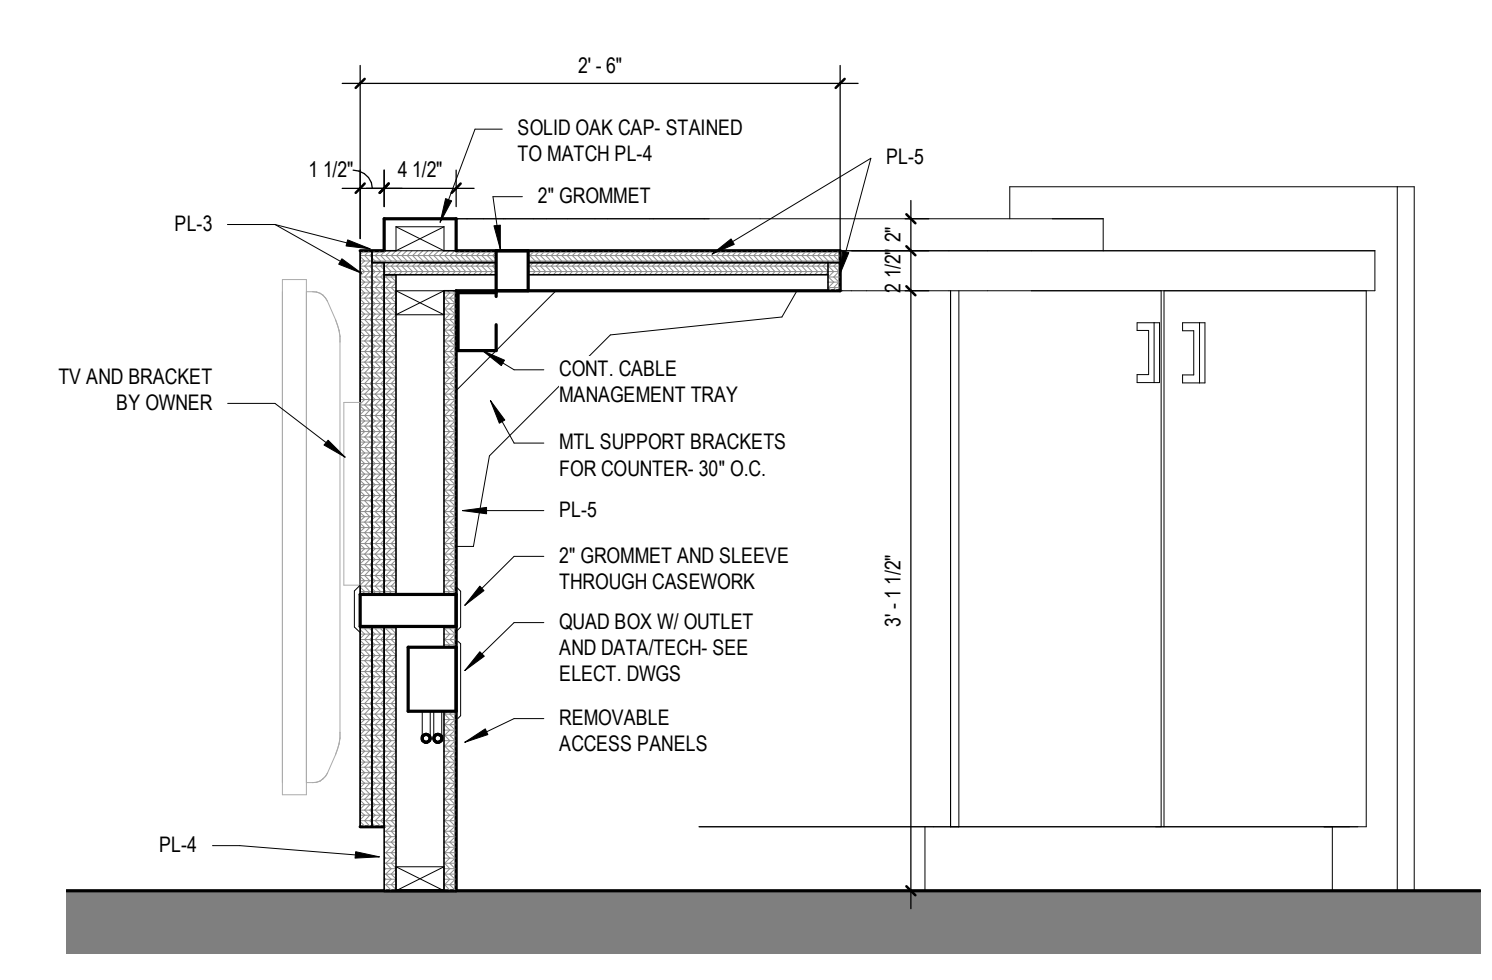 2' - 6"
SOLID OAK CAP- STAINED
TO MATCH PL-4
PL-5
1 1/2"
4 1/2"
2" GROMMET
PL-3
2"
2 1/2"
TV AND BRACKET
BY OWNER
CONT. CABLE
MANAGEMENT TRAY
MTL SUPPORT BRACKETS
FOR COUNTER- 30" O.C.
PL-5
2" GROMMET AND SLEEVE
THROUGH CASEWORK
3' - 1 1/2"
QUAD BOX W/ OUTLET
AND DATA/TECH- SEE
ELECT. DWGS
REMOVABLE
ACCESS PANELS
PL-4